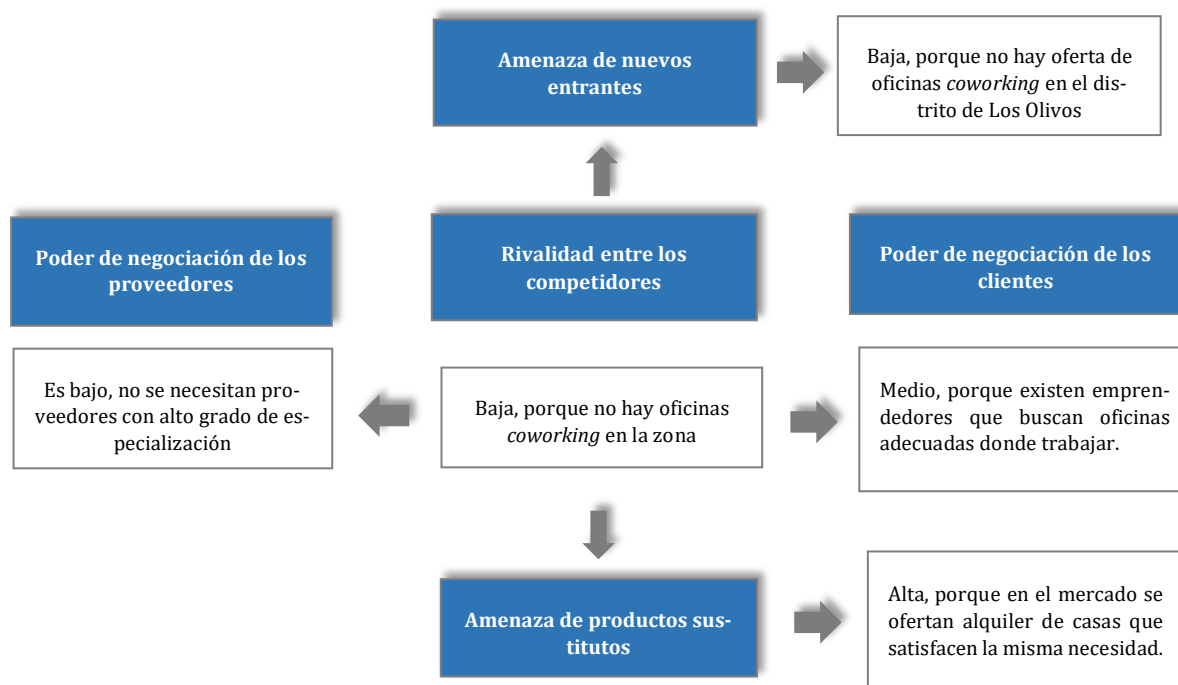 Amenaza de nuevos
entrantes
Baja, porque no hay oferta de
oficinas coworking en el dis-
trito de Los Olivos
Poder de negociación de los
proveedores
Rivalidad entre los
competidores
Poder de negociación de los
clientes
Es bajo, no se necesitan pro-
veedores con alto grado de es-
pecialización
Baja, porque no hay oficinas
coworking en la zona
Medio, porque existen empren-
dedores que buscan oficinas
adecuadas donde trabajar.
Amenaza de productos sus-
titutos
Alta, porque en el mercado se
ofertan alquiler de casas que
satisfacen la misma necesidad.